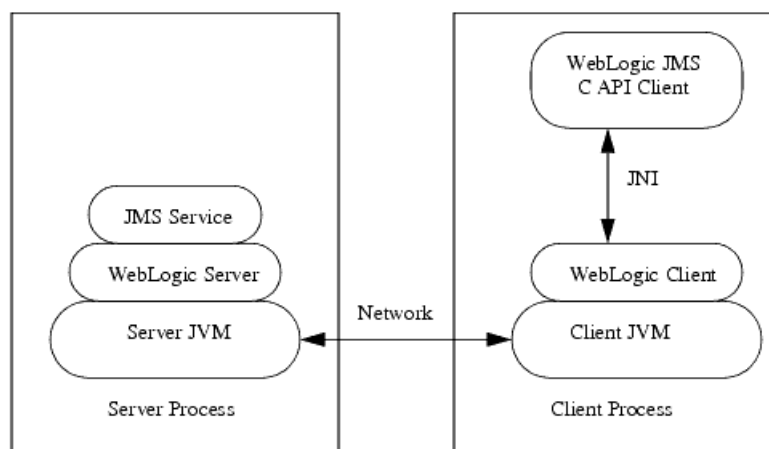 WebLogic JMS
C API Client
JNI
JMS Service
WebLogic Server
WebLogic Client
Network
Server JVM
Client JVM
Server Process
Client Process